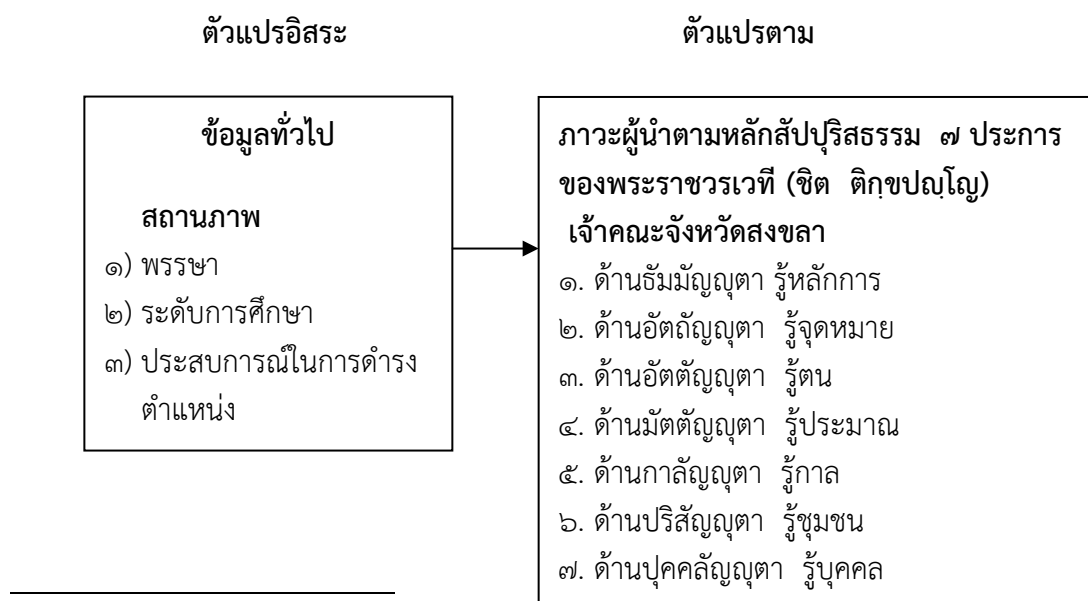 ตัวแปรอิสระ
ตัวแปรตาม
ข้อมูลทั่วไป
สถานภาพ
๑) พรรษา
๒) ระดับการศึกษา
๓) ประสบการณ์ในการดำรง
ตำแหน่ง
ภาวะผู้นำตามหลักสัปปุริสธรรม ๗ ประการ
ของพระราชวรเวที (ชิต ติกฺขปญฺโญ)
เจ้าคณะจังหวัดสงขลา
๑. ด้านธัมมัญญุตา รู้หลักการ
๒. ด้านอัตถัญญุตา รู้จุดหมาย
๓. ด้านอัตตัญญุตา รู้ตน
๔. ด้านมัตตัญญุตา รู้ประมาณ
๕. ด้านกาลัญญุตา รู้กาล
๖. ด้านปริสัญญุตา รู้ชุมชน
๗. ด้านปุคคลัญญุตา รู้บุคคล